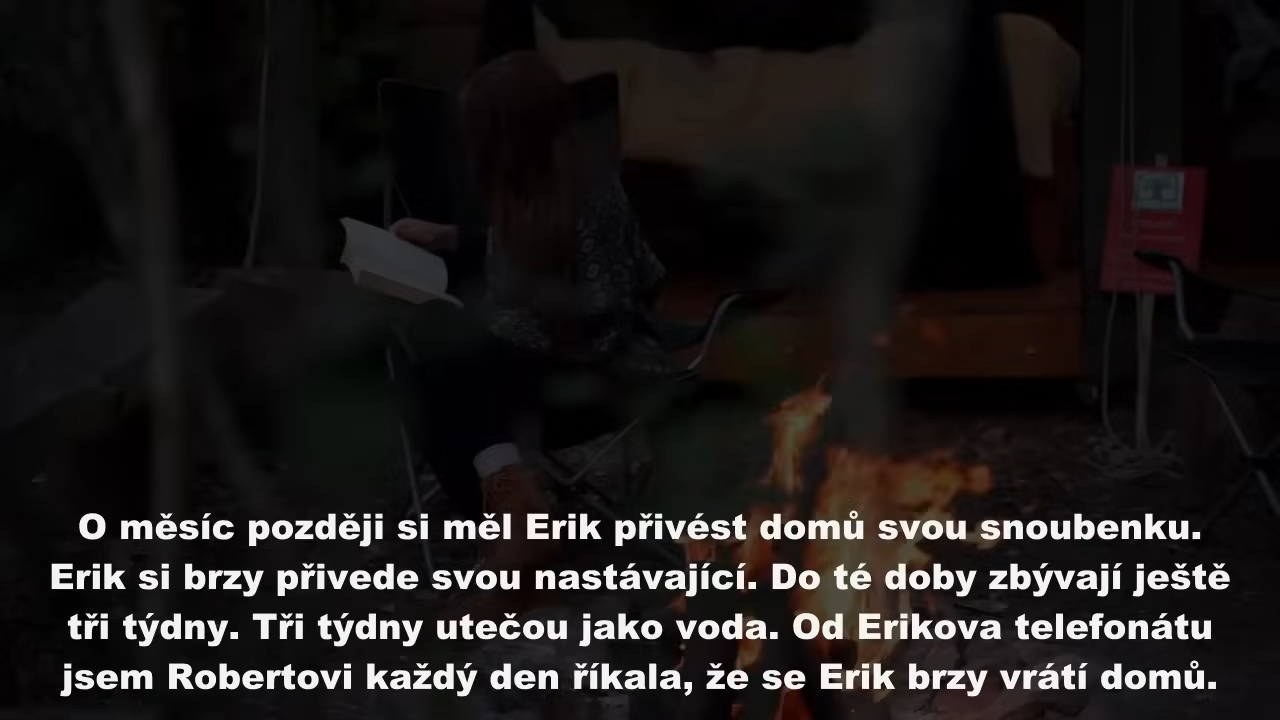 O měsíc později si měl Erik přivést domů svou snoubenku.
Erik si brzy přivede svou nastávající. Do té doby zbývají ještě
tři týdny. Tři týdny utečou jako voda. Od Erikova telefonátu
jsem Robertovi každý den říkala, že se Erik brzy vrátí domů.